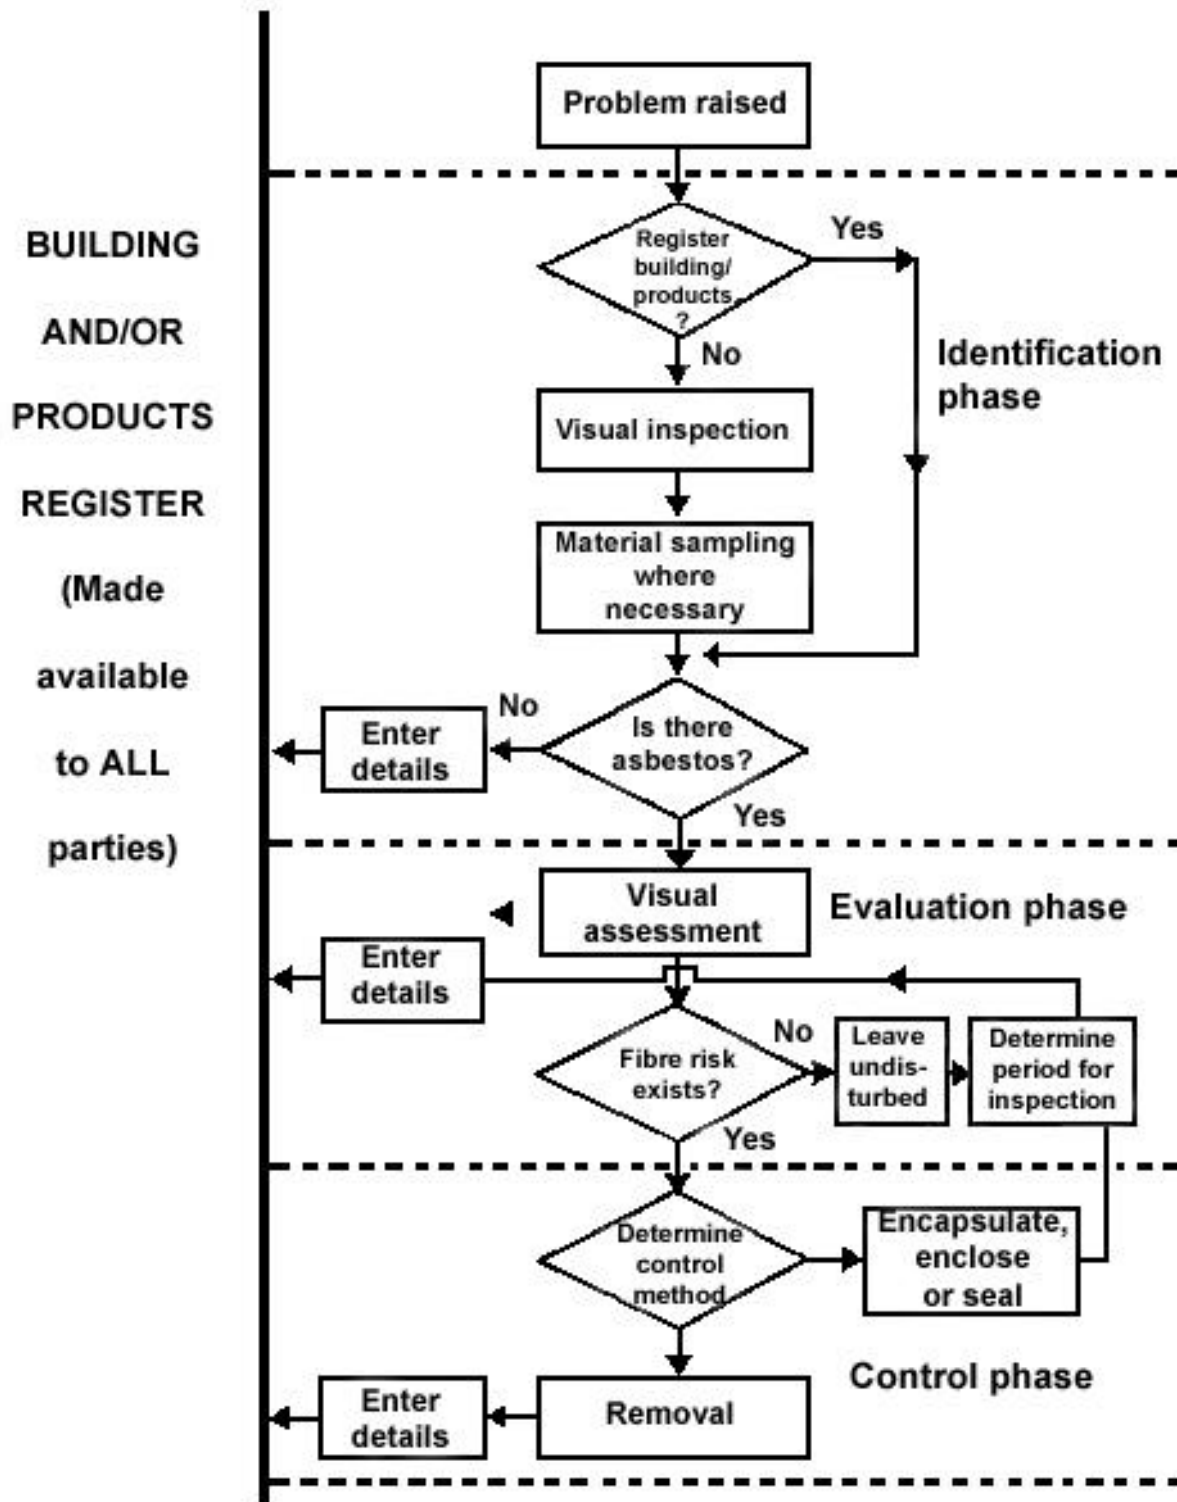 BUILDING
AND/OR
PRODUCTS
REGISTER
(Made
available
to ALL
parties)
Problem raised
Register
building/
products
?
Yes
No
Identification
phase
Visual inspection
Material sampling
where
necessary
Is there
asbestos?
No
Enter
details
Yes
Visual
assessment
Evaluation phase
Enter
details
Fibre risk
exists?
No
Leave
undis-
turbed
Determine
period for
inspection
Yes
Determine
control
method
Encapsulate,
enclose
or seal
Control phase
Removal
Enter
details